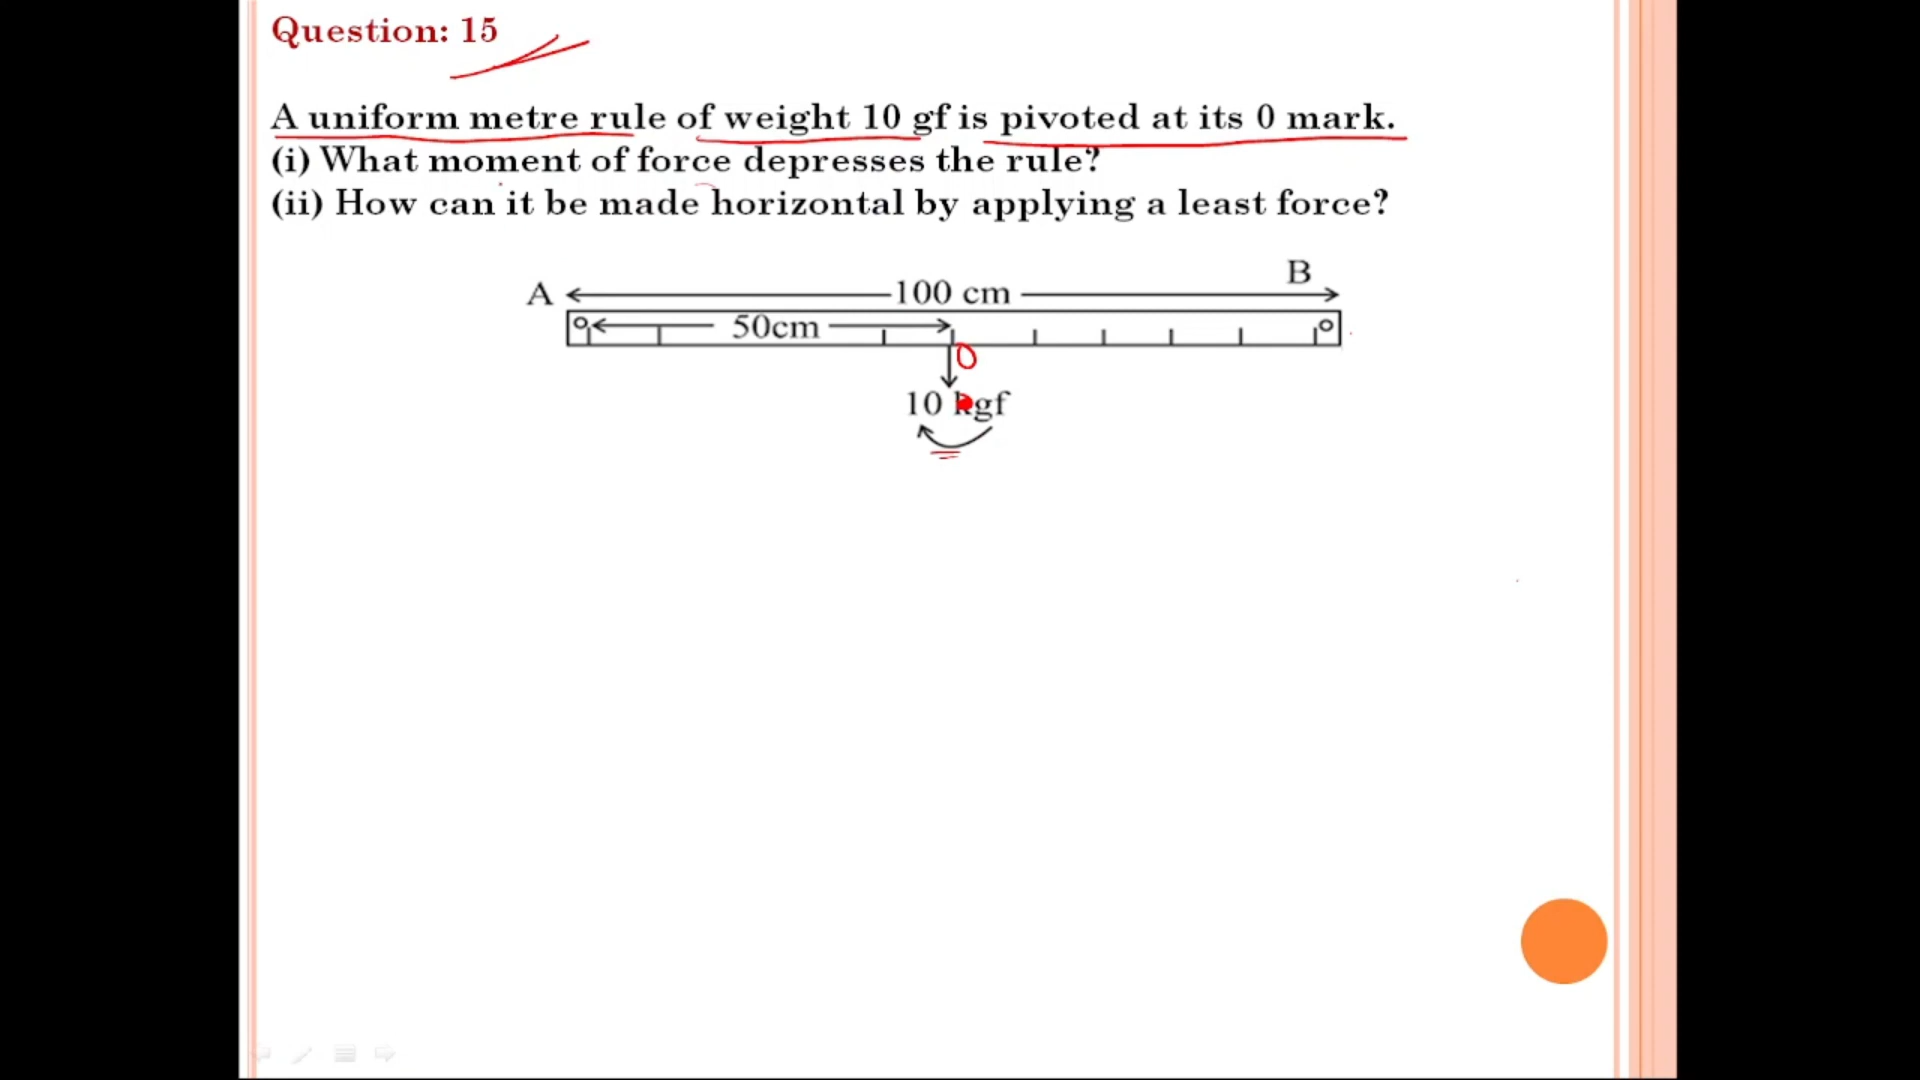 Question: 15
A uniform metre rule of weight 10 gf is pivoted at its 0 mark.
(i) What moment of force depresses the rule?
(ii) How can it be made horizontal by applying a least force?
B
A 100 cm
50cm
0
10 kgf